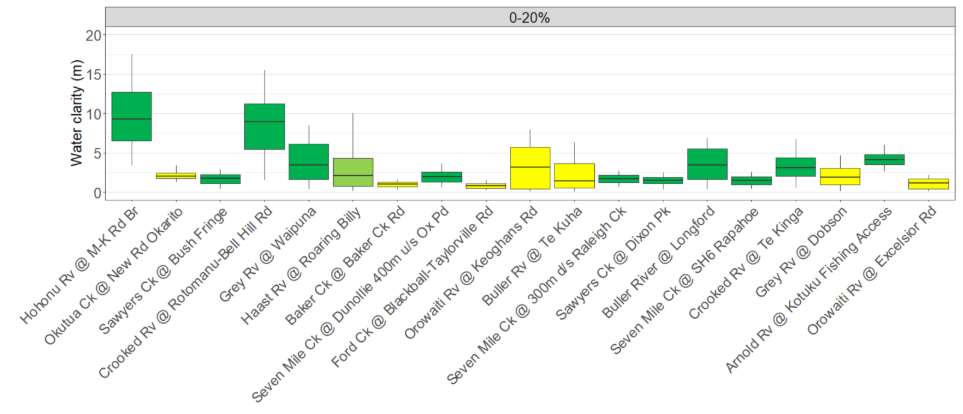 0-20%
Water clarity (m)
20
15
10
5
0
Hohonu Rv @ M-K Rd Br
Okutua Ck @ New Rd Okarito
Sawyers Ck @ Bush Fringe
Crooked Rv @ Rotomanu-Bell Hill Rd
Grey Rv @ Waipuna
Haast Rv @ Roaring Billy
Baker Ck @ Baker Ck Rd
Seven Mile Ck @ Dunollie 400m u/s Ox Pd
Ford Ck @ Blackball-Taylorville Rd
Orowaiti Rv @ Keoghans Rd
Buller Rv @ Te Kuha
Seven Mile Ck @ 300m d/s Raleigh Ck
Sawyers Ck @ Dixon Pk
Buller River @ Longford
Seven Mile Ck @ SH6 Rapahoe
Crooked Rv @ Te Kinga
Grey Rv @ Dobson
Arnold Rv @ Kotuku Fishing Access
Orowaiti Rv @ Excelsior Rd